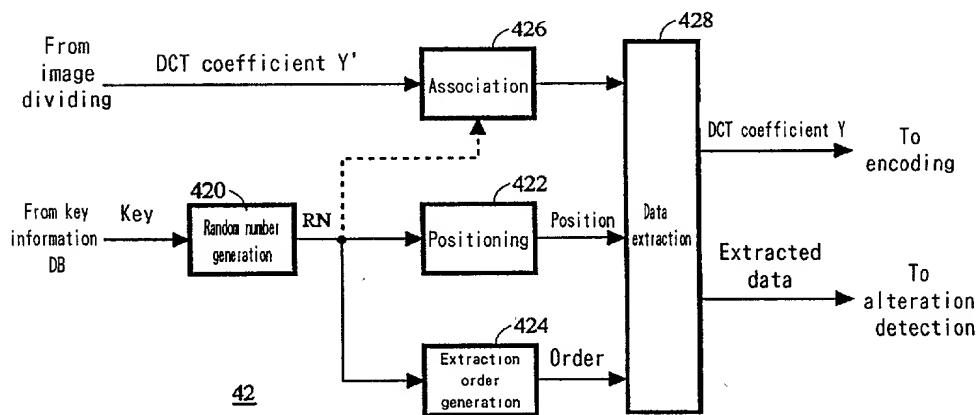 From
image
dividing
DCT coefficient Y'
426
Association
428
DCT coefficient Y
To
encoding
From key
information
DB
Key
420
Random number
generation
RN
422
Positioning
Position
Data
extraction
Extracted
data
To
alteration
detection
424
Extraction
order
generation
Order
42